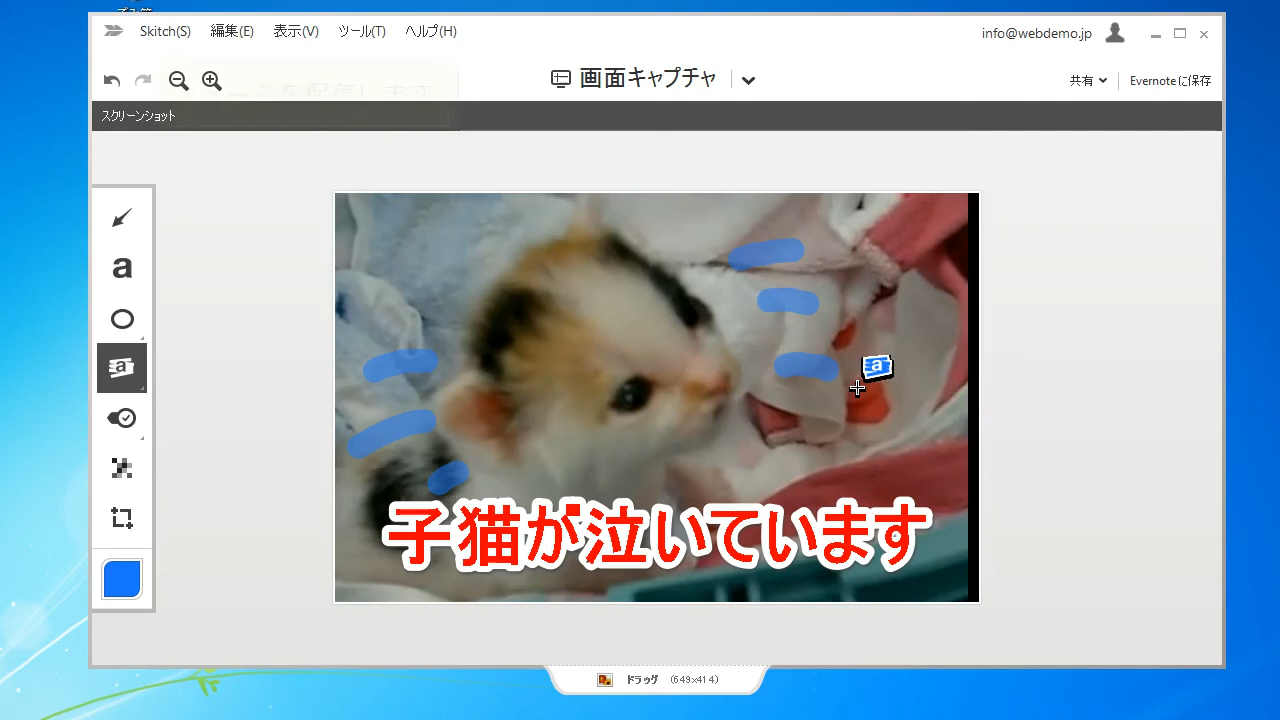 Skitch(S) 編集(E) 表示(V) ツール(T) ヘルプ(H)
info@webdemo.jp
画面キャプチャ
共有
Evernoteに保存
スクリーンショット
a
a
a
子猫が泣いています
ドラッグ (649x414)